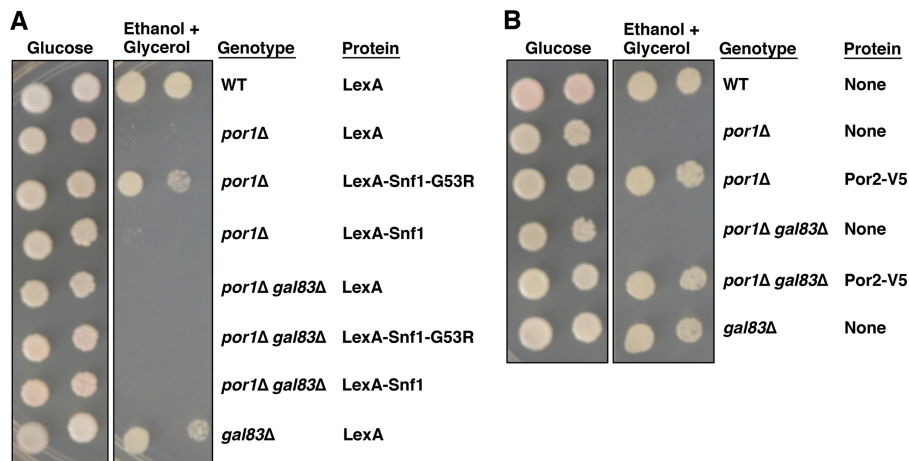 A
Ethanol +
Glucose Glycerol Genotype Protein
WT LexA
por1Δ LexA
por1Δ LexA-Snf1-G53R
por1Δ LexA-Snf1
por1Δ gal83Δ LexA
por1Δ gal83Δ LexA-Snf1-G53R
por1Δ gal83Δ LexA-Snf1
gal83Δ LexA
B
Ethanol +
Glucose Glycerol Genotype Protein
WT None
por1Δ None
por1Δ Por2-V5
por1Δ gal83Δ None
por1Δ gal83Δ Por2-V5
gal83Δ None